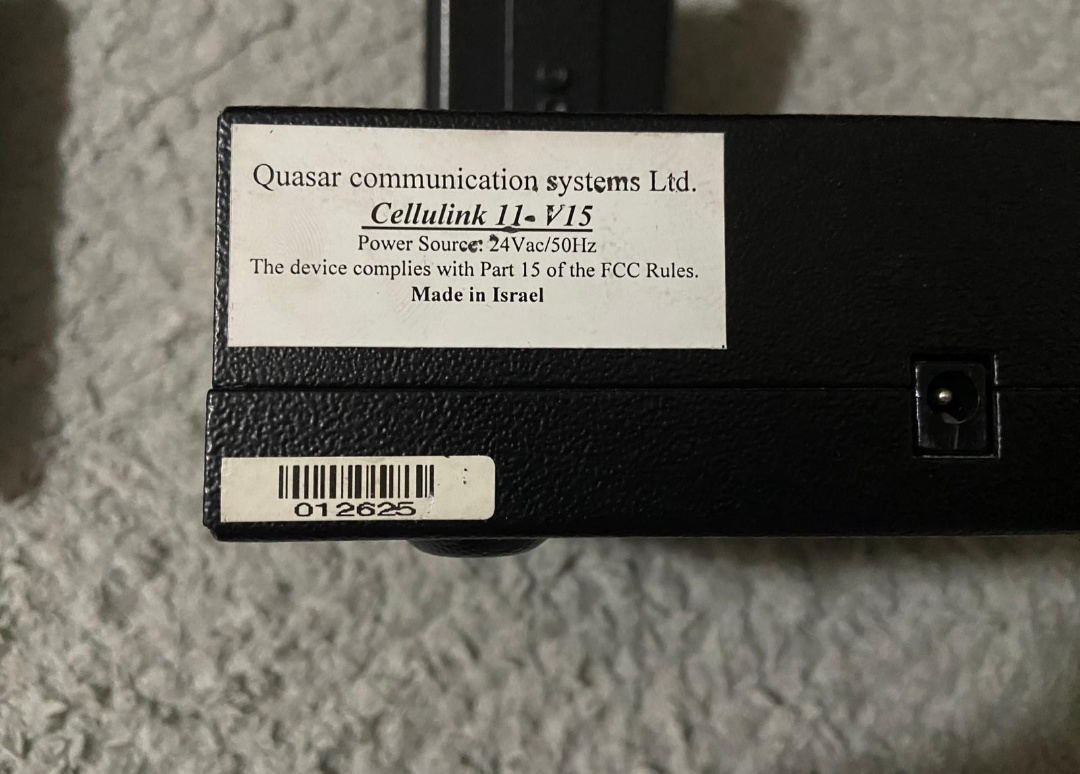 Quasar communication systems Ltd.
Cellulink 11- V15
Power Source: 24Vac/50Hz
The device complies with Part 15 of the FCC Rules.
Made in Israel
012625